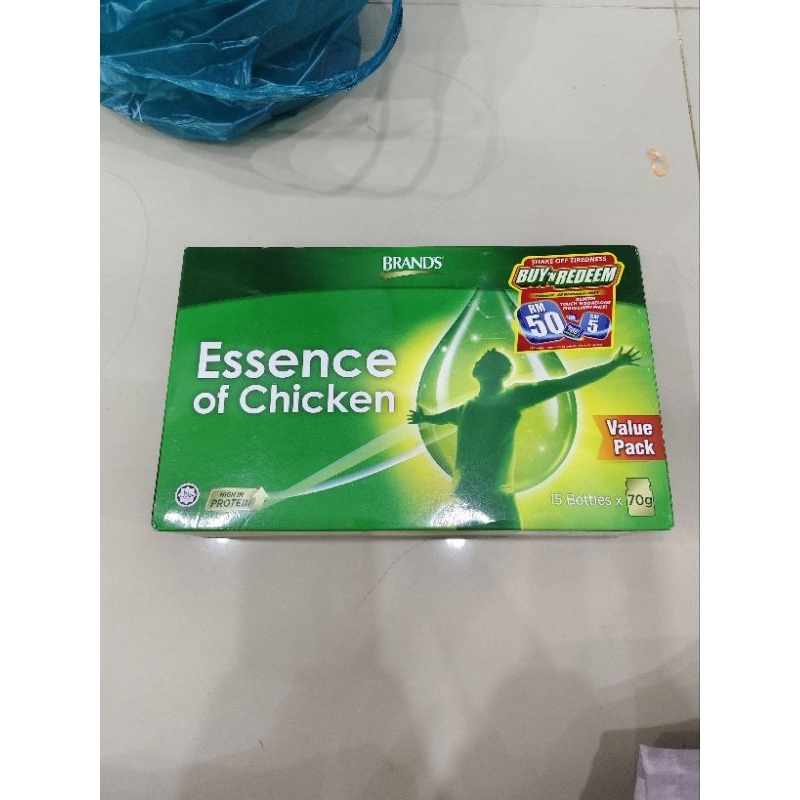 BRAND'S
SHAKE OFF TIREDNESS
BUY 'N REDEEM
RM
50
RM
5
Essence
of Chicken
Value
Pack
HIGH IN
PROTEIN
15 Bottles x 70g